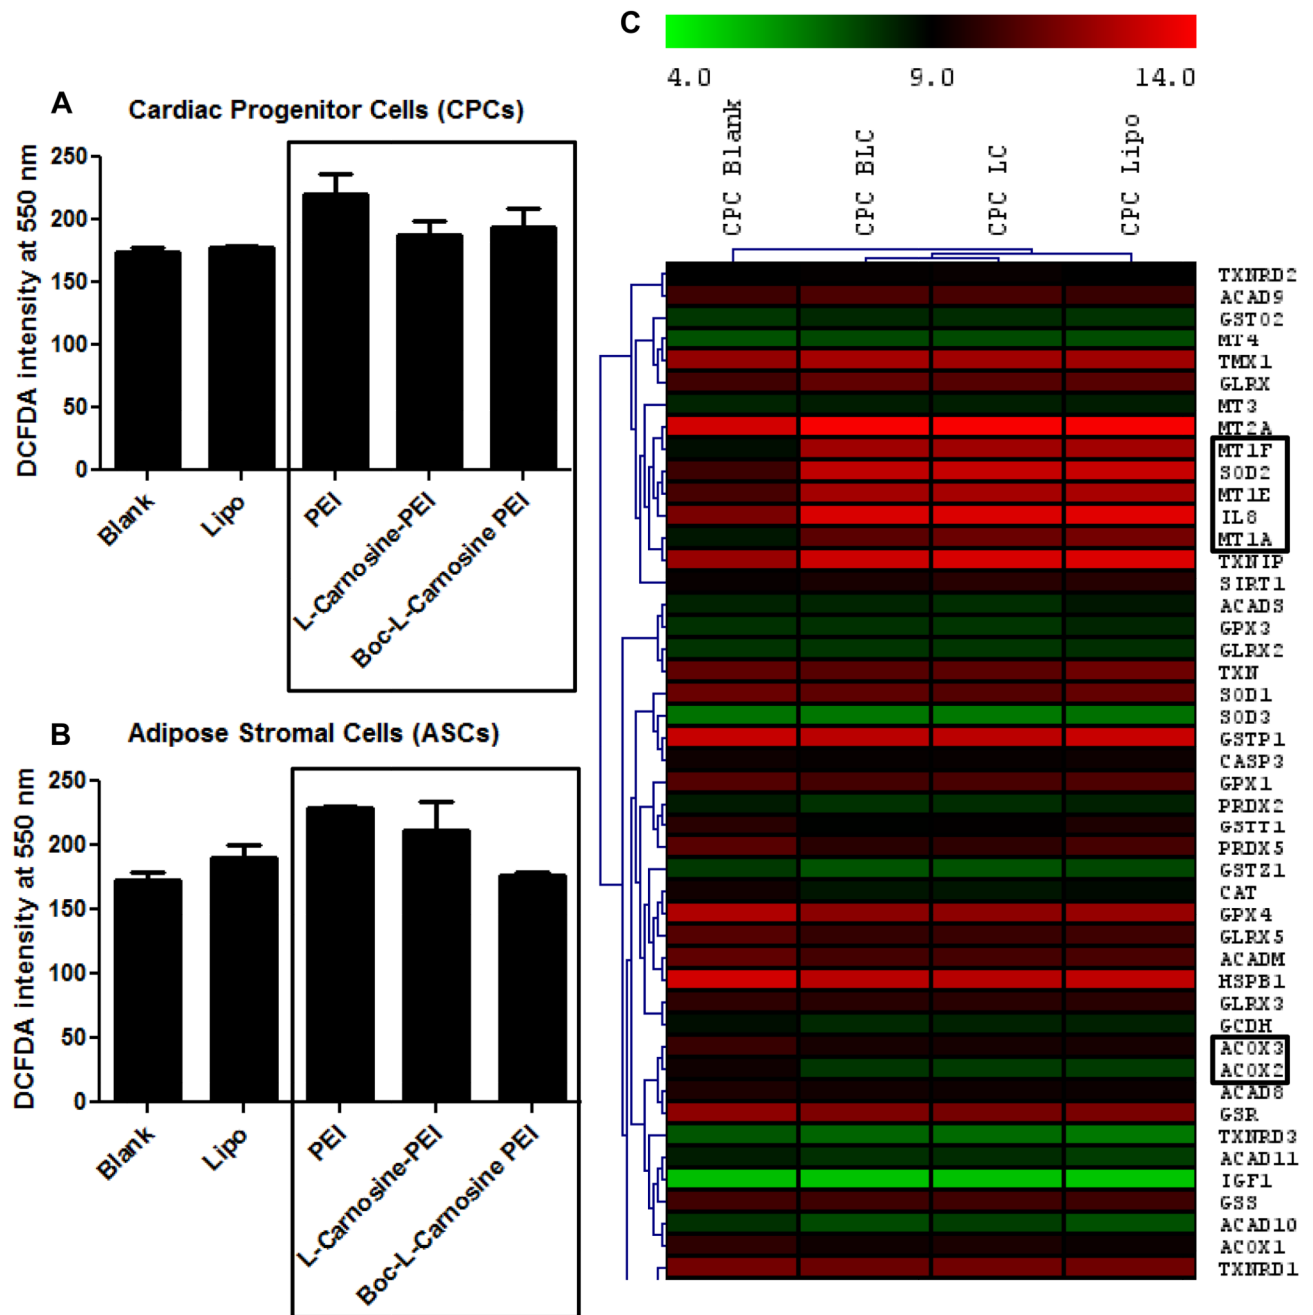 A
Cardiac Progenitor Cells (CPCs)
DCFDA intensity at 550 nm
250
200
150
100
50
0
Blank
Lipo
PEI
L-Carnosine-PEI
Boc-L-Carnosine PEI
B
Adipose Stromal Cells (ASCs)
DCFDA intensity at 550 nm
250
200
150
100
50
0
Blank
Lipo
PEI
L-Carnosine-PEI
Boc-L-Carnosine PEI
C
4.0 9.0 14.0
CPC Blank
CPC BLC
CPC LC
CPC Lipo
TXNRD2
ACAD9
GSTO2
MT4
TMX1
GLRX
MT3
MT2A
MT1F
SOD2
MT1E
IL8
MT1A
TXNIP
SIRT1
ACADS
GPX3
GLRX2
TXN
SOD1
SOD3
GSTP1
CASP3
GPX1
PRDX2
GSTT1
PRDX5
GSTZ1
CAT
GPX4
GLRX5
ACADM
HSPB1
GLRX3
GCDH
ACOX3
ACOX2
ACAD8
GSR
TXNRD3
ACAD11
IGF1
GSS
ACAD10
ACOX1
TXNRD1